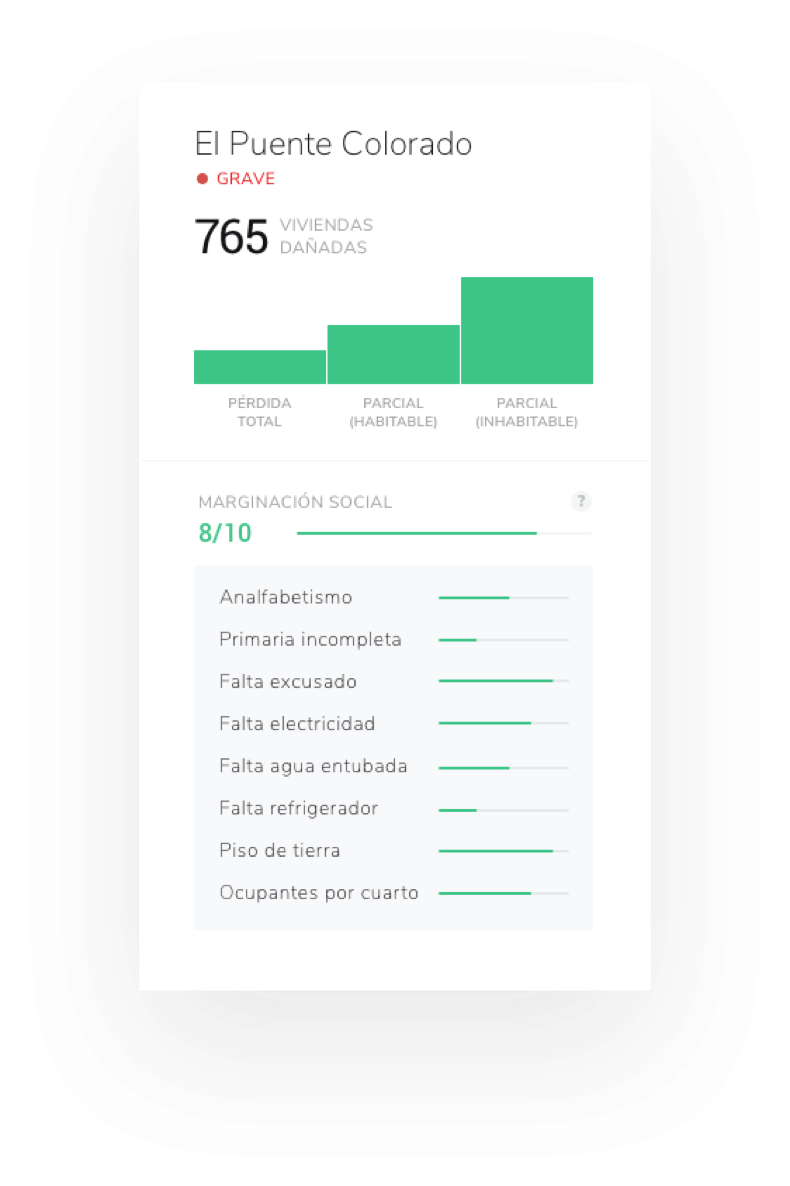 El Puente Colorado
GRAVE
765
VIVIENDAS
DAÑADAS
PÉRDIDA
TOTAL
PARCIAL
(HABITABLE)
PARCIAL
(INHABITABLE)
MARGINACIÓN SOCIAL
?
8/10
Analfabetismo
Primaria incompleta
Falta excusado
Falta electricidad
Falta agua entubada
Falta refrigerador
Piso de tierra
Ocupantes por cuarto